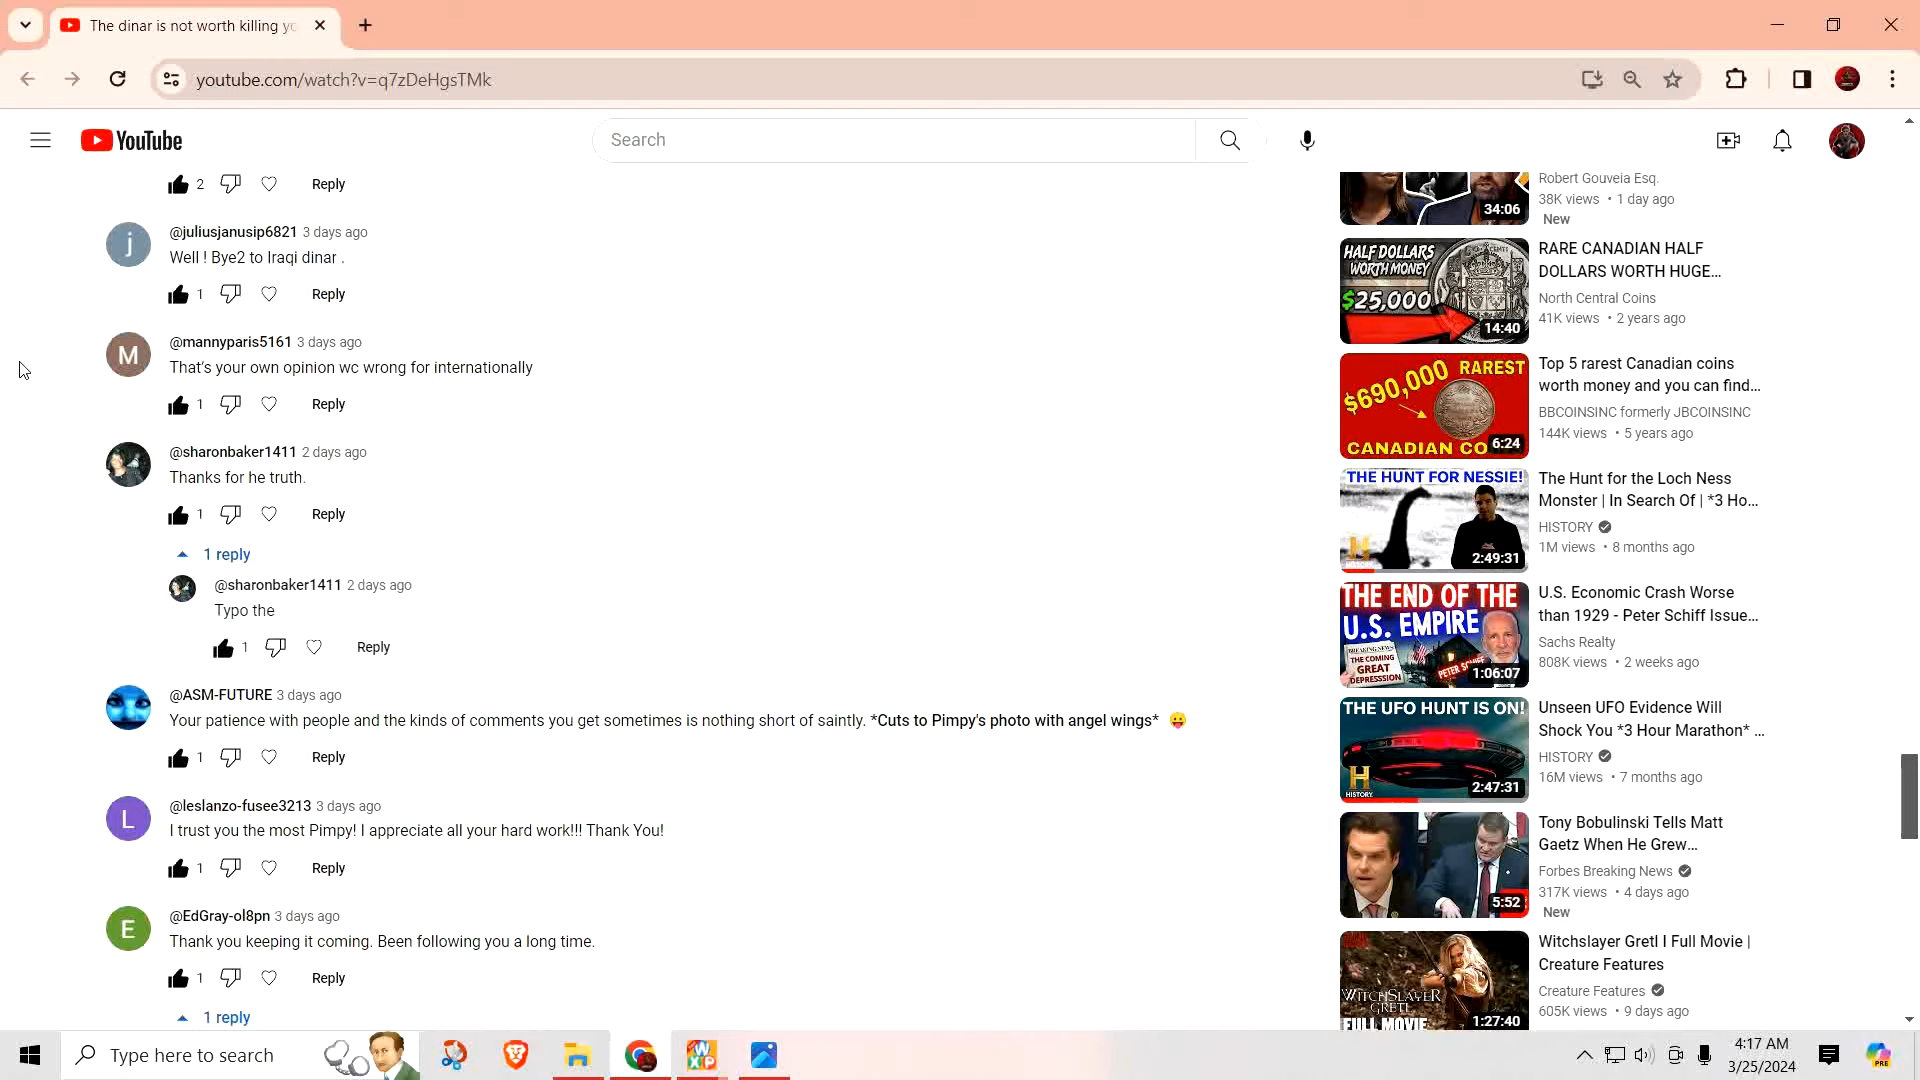 The dinar is not worth killing yo
youtube.com/watch?v=q7zDeHgsTMk
YouTube
Search
2
Reply
@juliusjanusip6821 3 days ago
Well ! Bye2 to Iraqi dinar .
1
Reply
@mannyparis5161 3 days ago
That's your own opinion wc wrong for internationally
1
Reply
@sharonbaker1411 2 days ago
Thanks for he truth.
1
Reply
1 reply
@sharonbaker1411 2 days ago
Typo the
1
Reply
@ASM-FUTURE 3 days ago
Your patience with people and the kinds of comments you get sometimes is nothing short of saintly. *Cuts to Pimpy's photo with angel wings* 😛
1
Reply
L
@leslanzo-fusee3213 3 days ago
I trust you the most Pimpy! I appreciate all your hard work!!! Thank You!
1
Reply
E
@EdGray-ol8pn 3 days ago
Thank you keeping it coming. Been following you a long time.
1
Reply
1 reply
j
M
34:06
Robert Gouveia Esq.
38K views • 1 day ago
New
HALF DOLLARS
WORTH MONEY
$25,000
14:40
RARE CANADIAN HALF
DOLLARS WORTH HUGE...
North Central Coins
41K views • 2 years ago
$690,000 RAREST
CANADIAN CO
6:24
Top 5 rarest Canadian coins
worth money and you can find...
BBCOINSINC formerly JBCOINSINC
144K views • 5 years ago
THE HUNT FOR NESSIE!
H
HISTORY
2:49:31
The Hunt for the Loch Ness
Monster | In Search Of | *3 Ho...
HISTORY
1M views • 8 months ago
THE END OF THE
U.S. EMPIRE
BREAKING NEWS
THE COMING
GREAT
DEPRESSSION
PETER SCHIFF
1:06:07
U.S. Economic Crash Worse
than 1929 - Peter Schiff Issue...
Sachs Realty
808K views • 2 weeks ago
THE UFO HUNT IS ON!
H
HISTORY
2:47:31
Unseen UFO Evidence Will
Shock You *3 Hour Marathon* ...
HISTORY
16M views • 7 months ago
5:52
Tony Bobulinski Tells Matt
Gaetz When He Grew...
Forbes Breaking News
317K views • 4 days ago
New
WITCHSLAYER
GRETL
FULL MOVIE
1:27:40
Witchslayer Gretl I Full Movie |
Creature Features
Creature Features
605K views • 9 days ago
Type here to search
W
XP
4:17 AM
3/25/2024
PRE